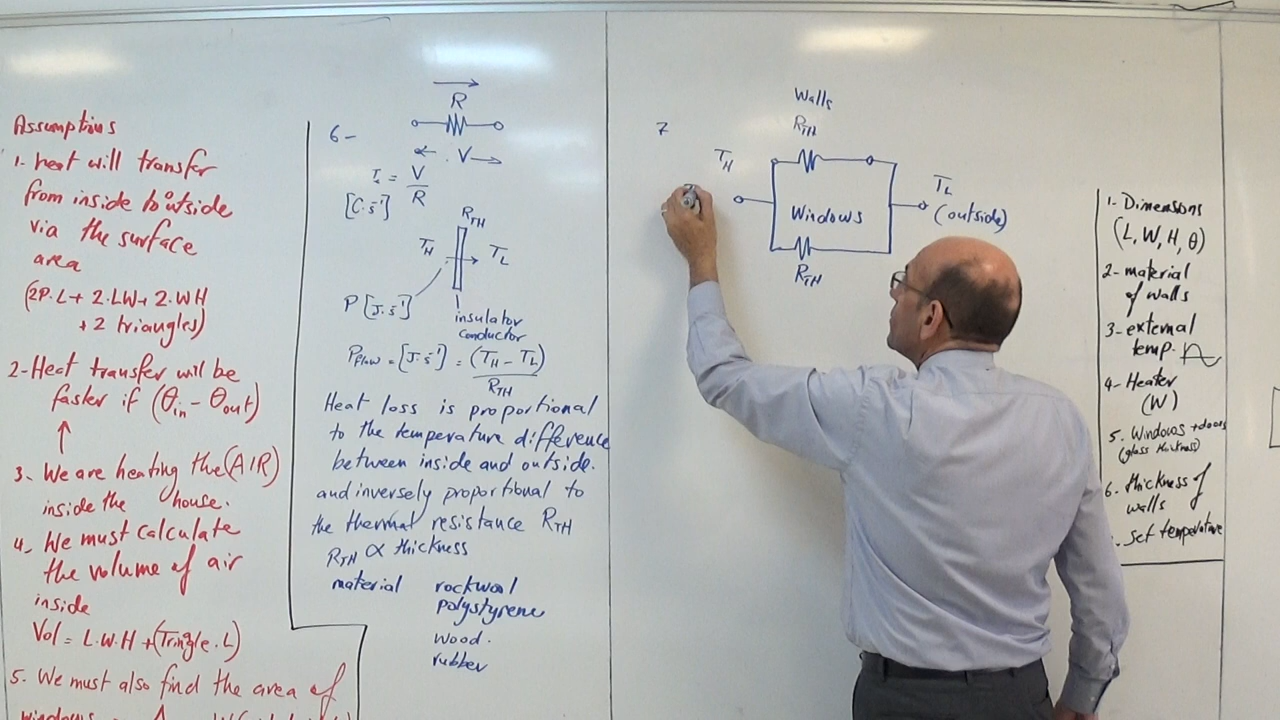 Assumptions
1- heat will transfer
from inside to outside
via the surface
area
(2P.L + 2.LW + 2.WH
+ 2 triangles)
2-Heat transfer will be
faster if (θin - θout)
↑
3. We are heating the (AIR)
inside the house.
4- We must calculate
the volume of air
inside
Vol = L.W.H + (Tringle.L)
5. We must also find the area of
windows
6-
R
V
= V/R
[C.s⁻¹]
RTH
TH TL
P [J.s⁻¹]
insulator
conductor
Pflow = [J.s⁻¹] = (TH - TL)/RTH
Heat loss is proportional
to the temperature difference
between inside and outside.
and inversely proportional to
the thermal resistance RTH
RTH ∝ thickness
material rockwool
polystyrene
wood.
rubber
7
Walls
RTH
TH
TL
(outside)
Windows
RTH
1- Dimensions
(L, W, H, θ)
2- material
of walls
3- external
temp.
4- Heater
(W)
5. Windows + doors
(glass thickness)
6. thickness of
walls
set temperature